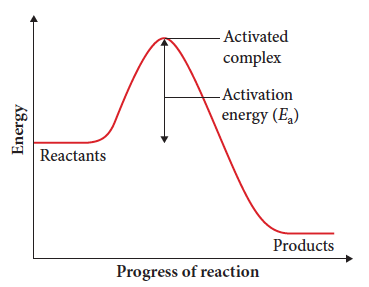 Activated
complex
Activation
energy (Eₐ)
Energy
Reactants
Products
Progress of reaction